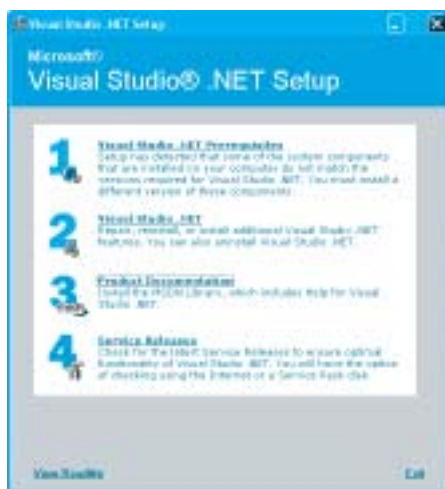 Visual Studio .NET Setup
Microsoft®
Visual Studio® .NET Setup
1
Visual Studio .NET Prerequisites
Setup has detected that some of the system components
that are installed on your computer do not match the
versions required for Visual Studio .NET. You must install a
different version of these components.
2
Visual Studio .NET
Repair, reinstall, or install additional Visual Studio .NET
features. You can also uninstall Visual Studio .NET.
3
Product Documentation
Install the MSDN Library, which includes Help for Visual
Studio .NET.
4
Service Releases
Check for the latest Service Releases to ensure optimal
functionality of Visual Studio .NET. You will have the option
of checking using the Internet or a Service Pack disk.
View ReadMe
Exit